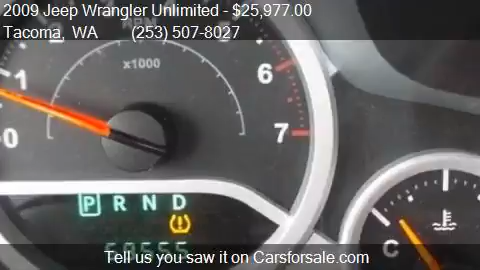 2009 Jeep Wrangler Unlimited - $25,977.00
Tacoma, WA (253) 507-8027
x1000
1
0
6
7
P R N D
C
Tell us you saw it on Carsforsale.com